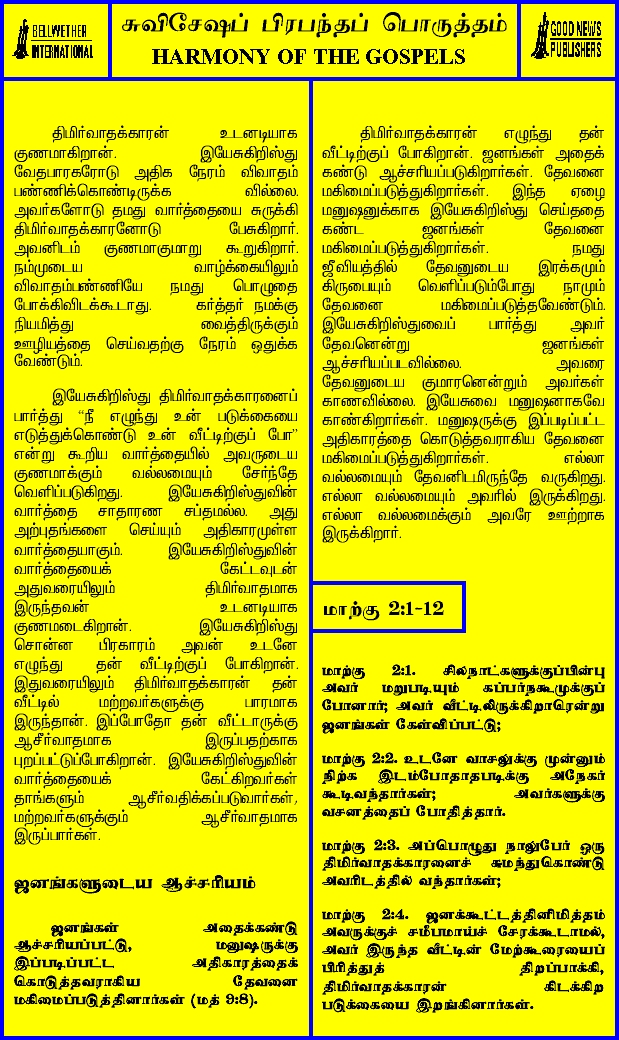 BELLWETHER
INTERNATIONAL
சுவிசேஷப் பிரபந்தப் பொருத்தம்
HARMONY OF THE GOSPELS
GOOD NEWS
PUBLISHERS
திமிர்வாதக்காரன் உடனடியாக
குணமாகிறான். இயேசுகிறிஸ்து
வேதபாரகரோடு அதிக நேரம் விவாதம்
பண்ணிக்கொண்டிருக்க வில்லை.
அவர்களோடு தமது வார்த்தையை சுருக்கி
திமிர்வாதக்காரனோடு பேசுகிறார்.
அவனிடம் குணமாகுமாறு கூறுகிறார்.
நம்முடைய வாழ்க்கையிலும்
விவாதம்பண்ணியே நமது பொழுதை
போக்கிவிடக்கூடாது. கர்த்தர் நமக்கு
நியமித்து வைத்திருக்கும்
ஊழியத்தை செய்வதற்கு நேரம் ஒதுக்க
வேண்டும்.
இயேசுகிறிஸ்து திமிர்வாதக்காரனைப்
பார்த்து “நீ எழுந்து உன் படுக்கையை
எடுத்துக்கொண்டு உன் வீட்டிற்குப் போ”
என்று கூறிய வார்த்தையில் அவருடைய
குணமாக்கும் வல்லமையும் சேர்ந்தே
வெளிப்படுகிறது. இயேசுகிறிஸ்துவின்
வார்த்தை சாதாரண சப்தமல்ல. அது
அற்புதங்களை செய்யும் அதிகாரமுள்ள
வார்த்தையாகும். இயேசுகிறிஸ்துவின்
வார்த்தையைக் கேட்டவுடன்
அதுவரையிலும் திமிர்வாதமாக
இருந்தவன் உடனடியாக
குணமடைகிறான். இயேசுகிறிஸ்து
சொன்ன பிரகாரம் அவன் உடனே
எழுந்து தன் வீட்டிற்குப் போகிறான்.
இதுவரையிலும் திமிர்வாதக்காரன் தன்
வீட்டில் மற்றவர்களுக்கு பாரமாக
இருந்தான். இப்போதோ தன் வீட்டாருக்கு
ஆசீர்வாதமாக இருப்பதற்காக
புறப்பட்டுப்போகிறான். இயேசுகிறிஸ்துவின்
வார்த்தையைக் கேட்கிறவர்கள்
தாங்களும் ஆசீர்வதிக்கப்படுவார்கள்,
மற்றவர்களுக்கும் ஆசீர்வாதமாக
இருப்பார்கள்.
ஜனங்களுடைய ஆச்சரியம்
ஜனங்கள் அதைக்கண்டு
ஆச்சரியப்பட்டு, மனுஷருக்கு
இப்படிப்பட்ட அதிகாரத்தைக்
கொடுத்தவராகிய தேவனை
மகிமைப்படுத்தினார்கள் (மத் 9:8).
திமிர்வாதக்காரன் எழுந்து தன்
வீட்டிற்குப் போகிறான். ஜனங்கள் அதைக்
கண்டு ஆச்சரியப்படுகிறார்கள். தேவனை
மகிமைப்படுத்துகிறார்கள். இந்த ஏழை
மனுஷனுக்காக இயேசுகிறிஸ்து செய்ததை
கண்ட ஜனங்கள் தேவனை
மகிமைப்படுத்துகிறார்கள். நமது
ஜீவியத்தில் தேவனுடைய இரக்கமும்
கிருபையும் வெளிப்படும்போது நாமும்
தேவனை மகிமைப்படுத்தவேண்டும்.
இயேசுகிறிஸ்துவைப் பார்த்து அவர்
தேவனென்று ஜனங்கள்
ஆச்சரியப்படவில்லை. அவரை
தேவனுடைய குமாரனென்றும் அவர்கள்
காணவில்லை. இயேசுவை மனுஷனாகவே
காண்கிறார்கள். மனுஷருக்கு இப்படிப்பட்ட
அதிகாரத்தை கொடுத்தவராகிய தேவனை
மகிமைப்படுத்துகிறார்கள். எல்லா
வல்லமையும் தேவனிடமிருந்தே வருகிறது.
எல்லா வல்லமையும் அவரில் இருக்கிறது.
எல்லா வல்லமைக்கும் அவரே ஊற்றாக
இருக்கிறார்.
மாற்கு 2:1-12
மாற்கு 2:1. சிலநாட்களுக்குப்பின்பு
அவர் மறுபடியும் கப்பர்நகூமுக்குப்
போனார்; அவர் வீட்டிலிருக்கிறாரென்று
ஜனங்கள் கேள்விப்பட்டு;
மாற்கு 2:2. உடனே வாசலுக்கு முன்னும்
நிற்க இடம்போதாதபடிக்கு அநேகர்
கூடிவந்தார்கள்; அவர்களுக்கு
வசனத்தைப் போதித்தார்.
மாற்கு 2:3. அப்பொழுது நாலுபேர் ஒரு
திமிர்வாதக்காரனைச் சுமந்துகொண்டு
அவரிடத்தில் வந்தார்கள்;
மாற்கு 2:4. ஜனக்கூட்டத்தினிமித்தம்
அவருக்குச் சமீபமாய்ச் சேரக்கூடாமல்,
அவர் இருந்த வீட்டின் மேற்கூரையைப்
பிரித்துத் திறப்பாக்கி,
திமிர்வாதக்காரன் கிடக்கிற
படுக்கையை இறங்கினார்கள்.